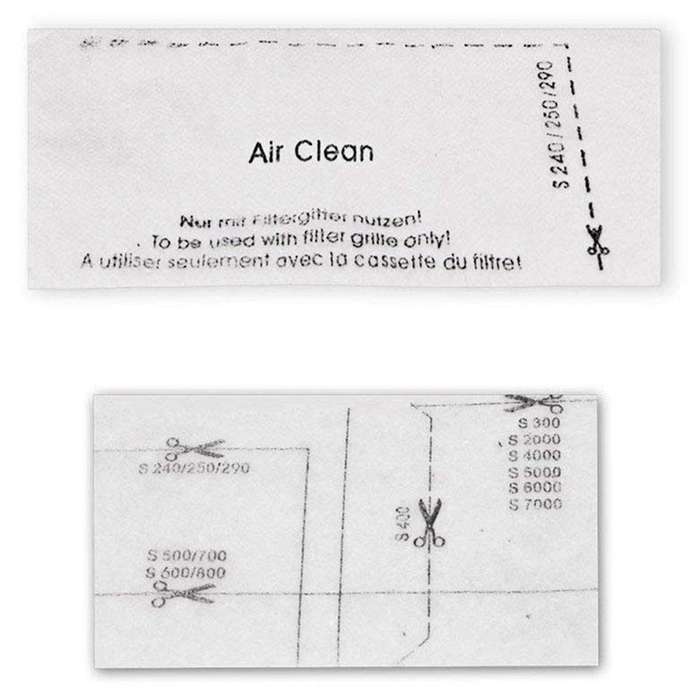 S 240/250/290
Air Clean
Nur mit Filtergitter nutzen!
To be used with filter grille only!
A utiliser seulement avec la cassette du filtre!
S 240/250/290
S 500/700
S 600/800
S 400
S 300
S 2000
S 4000
S 5000
S 6000
S 7000